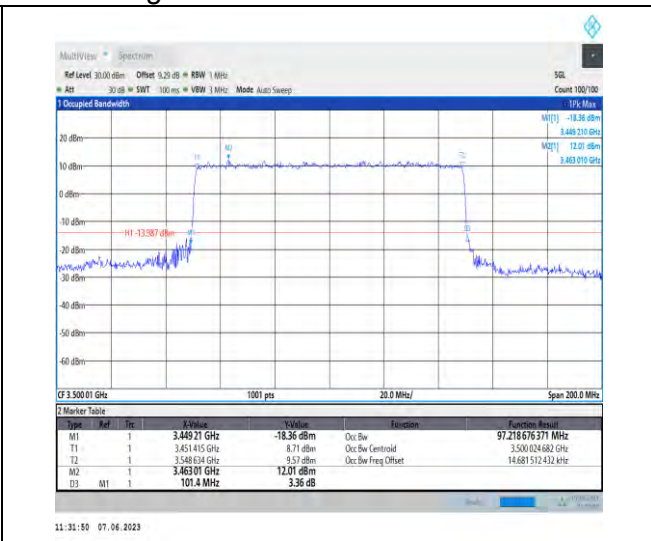 MultiView Spectrum
Ref Level 30.00 dBm Offset 9.29 dB RBW 1 MHz SGL
Att 30 dB SWT 100 ms VBW 3 MHz Mode Auto Sweep Count 100/100
1 Occupied Bandwidth 1Pk Max
M1[1] -18.36 dBm
3.449 210 GHz
M2[1] 12.01 dBm
3.463 010 GHz
20 dBm
10 dBm
0 dBm
-10 dBm
H1 -13.987 dBm
-20 dBm
-30 dBm
-40 dBm
-50 dBm
-60 dBm
T1
M2
T2
M1
D3
CF 3.500 01 GHz 1001 pts 20.0 MHz/ Span 200.0 MHz
2 Marker Table
Type Ref Trc X-Value Y-Value Function Function Result
M1 1 3.449 21 GHz -18.36 dBm Occ Bw 97.218 676 371 MHz
T1 1 3.451 415 GHz 8.71 dBm Occ Bw Centroid 3.500 024 682 GHz
T2 1 3.548 634 GHz 9.57 dBm Occ Bw Freq Offset 14.681 512 432 kHz
M2 1 3.463 01 GHz 12.01 dBm
D3 M1 1 101.4 MHz 3.36 dB
11:31:50 07.06.2023